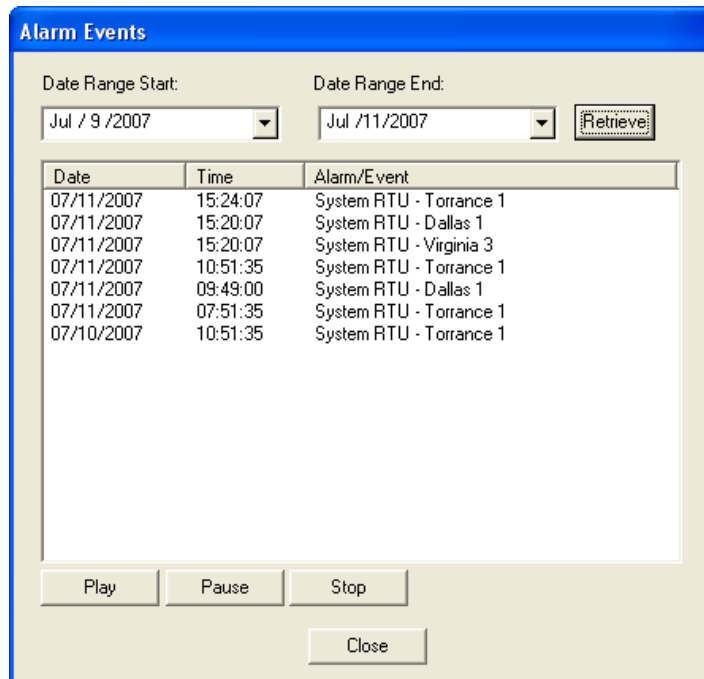 Alarm Events
Date Range Start: Date Range End:
Jul / 9 /2007 Jul /11/2007 Retrieve
Date Time Alarm/Event
07/11/2007 15:24:07 System RTU - Torrance 1
07/11/2007 15:20:07 System RTU - Dallas 1
07/11/2007 15:20:07 System RTU - Virginia 3
07/11/2007 10:51:35 System RTU - Torrance 1
07/11/2007 09:49:00 System RTU - Dallas 1
07/11/2007 07:51:35 System RTU - Torrance 1
07/10/2007 10:51:35 System RTU - Torrance 1
Play Pause Stop
Close